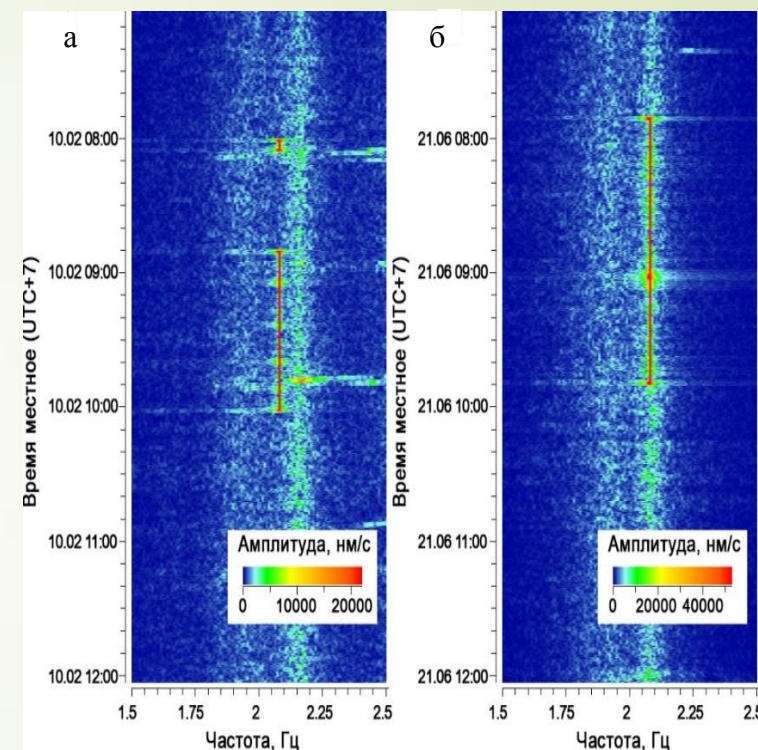 а
10.02 08:00
10.02 09:00
10.02 10:00
10.02 11:00
10.02 12:00
Время местное (UTC+7)
Амплитуда, нм/с
0 10000 20000
1.5 1.75 2 2.25 2.5
Частота, Гц
б
21.06 08:00
21.06 09:00
21.06 10:00
21.06 11:00
21.06 12:00
Время местное (UTC+7)
Амплитуда, нм/с
0 20000 40000
1.5 1.75 2 2.25 2.5
Частота, Гц